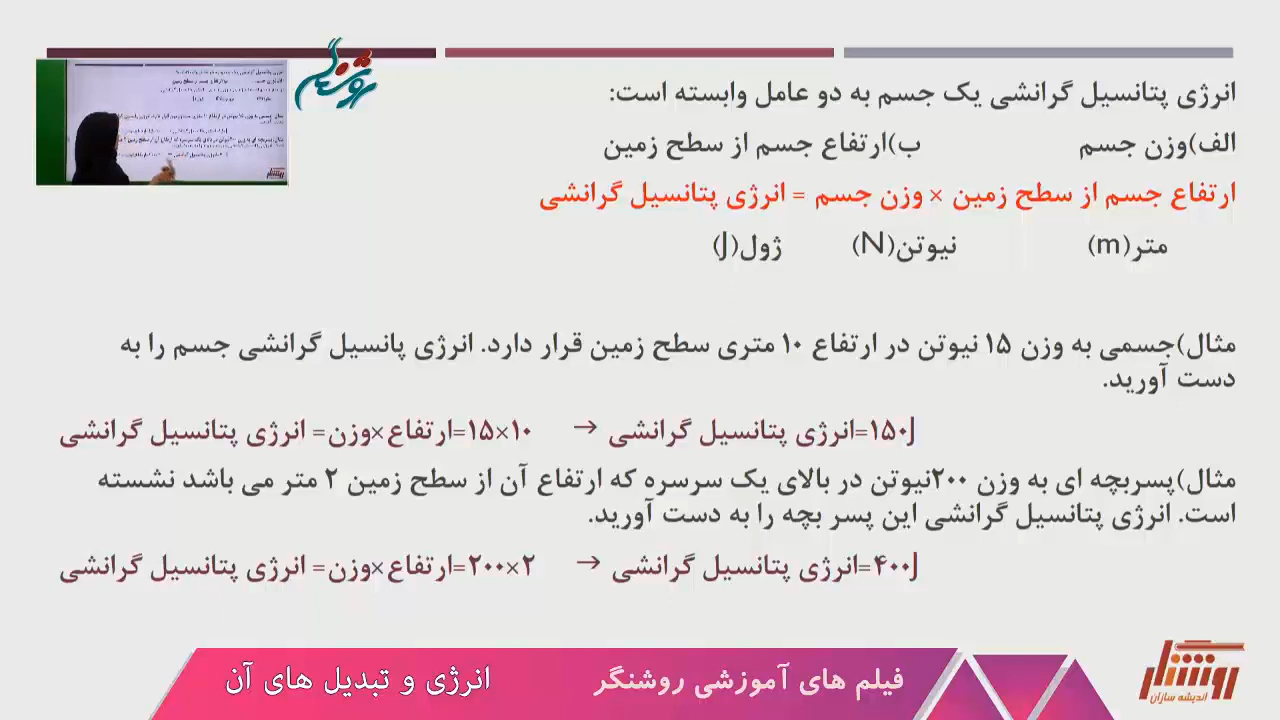 انرژی پتانسیل گرانشی یک جسم به دو عامل وابسته است:
الف)وزن جسم ب)ارتفاع جسم از سطح زمین
ارتفاع جسم از سطح زمین × وزن جسم = انرژی پتانسیل گرانشی
متر(m) نیوتن(N) ژول(J)
مثال)جسمی به وزن ۱۵ نیوتن در ارتفاع ۱۰ متری سطح زمین قرار دارد. انرژی پانسیل گرانشی جسم را به
دست آورید.
انرژی پتانسیل گرانشی =وزن×ارتفاع=۱۵×۱۰ → انرژی پتانسیل گرانشی=۱۵۰J
مثال)پسربچه ای به وزن ۲۰۰نیوتن در بالای یک سرسره که ارتفاع آن از سطح زمین ۲ متر می باشد نشسته
است. انرژی پتانسیل گرانشی این پسر بچه را به دست آورید.
انرژی پتانسیل گرانشی =وزن×ارتفاع=۲۰۰×۲ → انرژی پتانسیل گرانشی=۴۰۰J
فیلم های آموزشی روشنگر انرژی و تبدیل های آن
روشنگر
اندیشه سازان